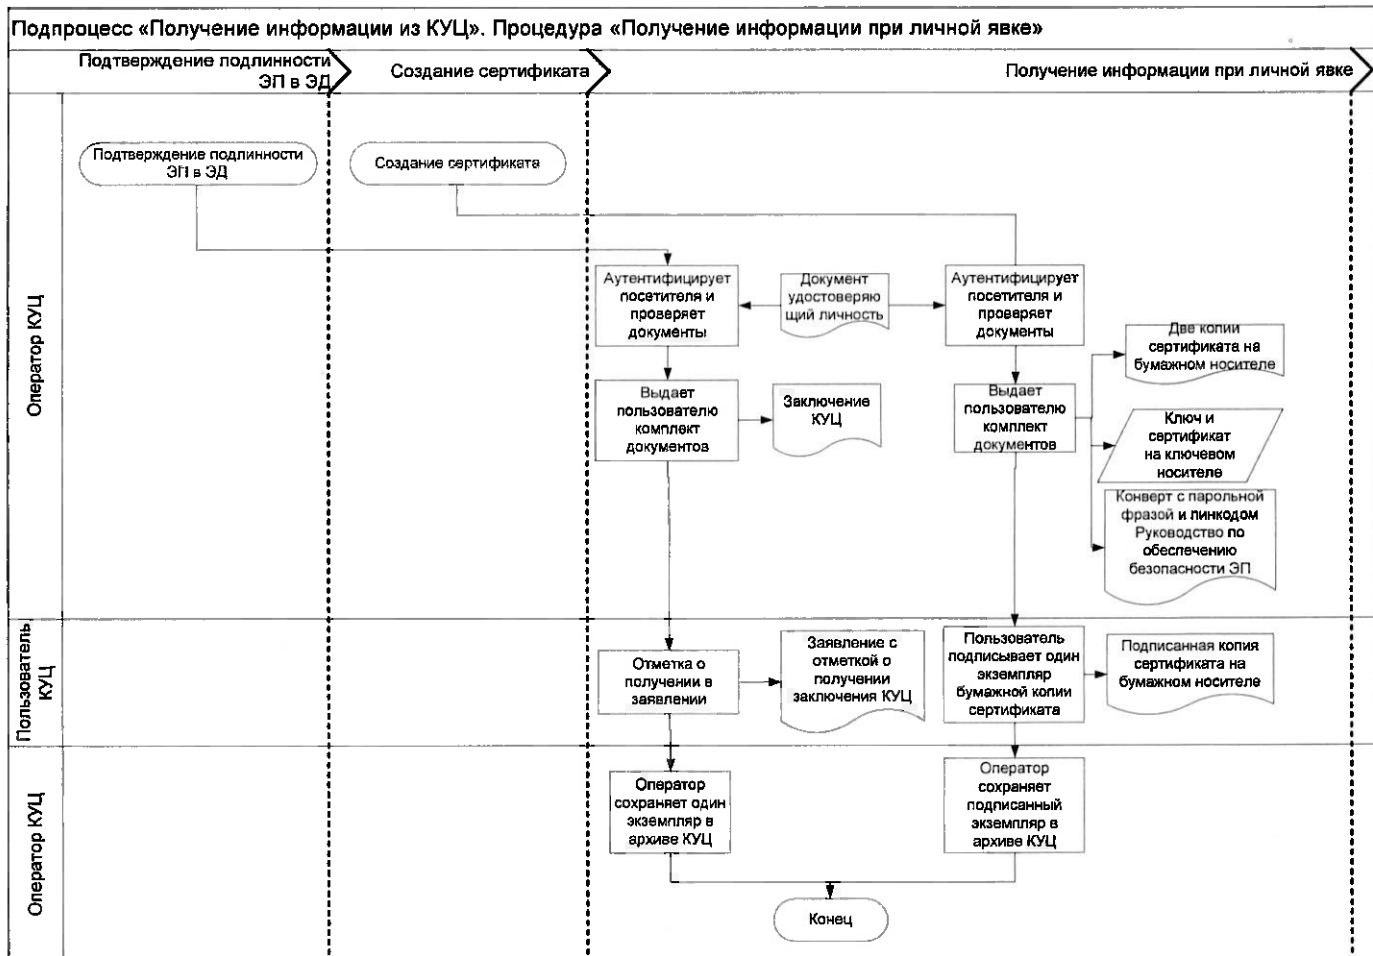 Подпроцесс «Получение информации из КУЦ». Процедура «Получение информации при личной явке»
Подтверждение подлинности
ЭП в ЭД
Создание сертификата
Получение информации при личной явке
Оператор КУЦ
Подтверждение подлинности
ЭП в ЭД
Создание сертификата
Аутентифицирует
посетителя и
проверяет
документы
Документ
удостоверяю
щий личность
Аутентифицирует
посетителя и
проверяет
документы
Две копии
сертификата на
бумажном носителе
Выдает
пользователю
комплект
документов
Заключение
КУЦ
Выдает
пользователю
комплект
документов
Ключ и
сертификат
на ключевом
носителе
Конверт с парольной
фразой и линкодом
Руководство по
обеспечению
безопасности ЭП
Пользователь
КУЦ
Отметка о
получении в
заявлении
Заявление с
отметкой о
получении
заключения КУЦ
Пользователь
подписывает один
экземпляр
бумажной копии
сертификата
Подписанная копия
сертификата на
бумажном носителе
Оператор КУЦ
Оператор
сохраняет один
экземпляр в
архиве КУЦ
Оператор
сохраняет
подписанный
экземпляр в
архиве КУЦ
Конец